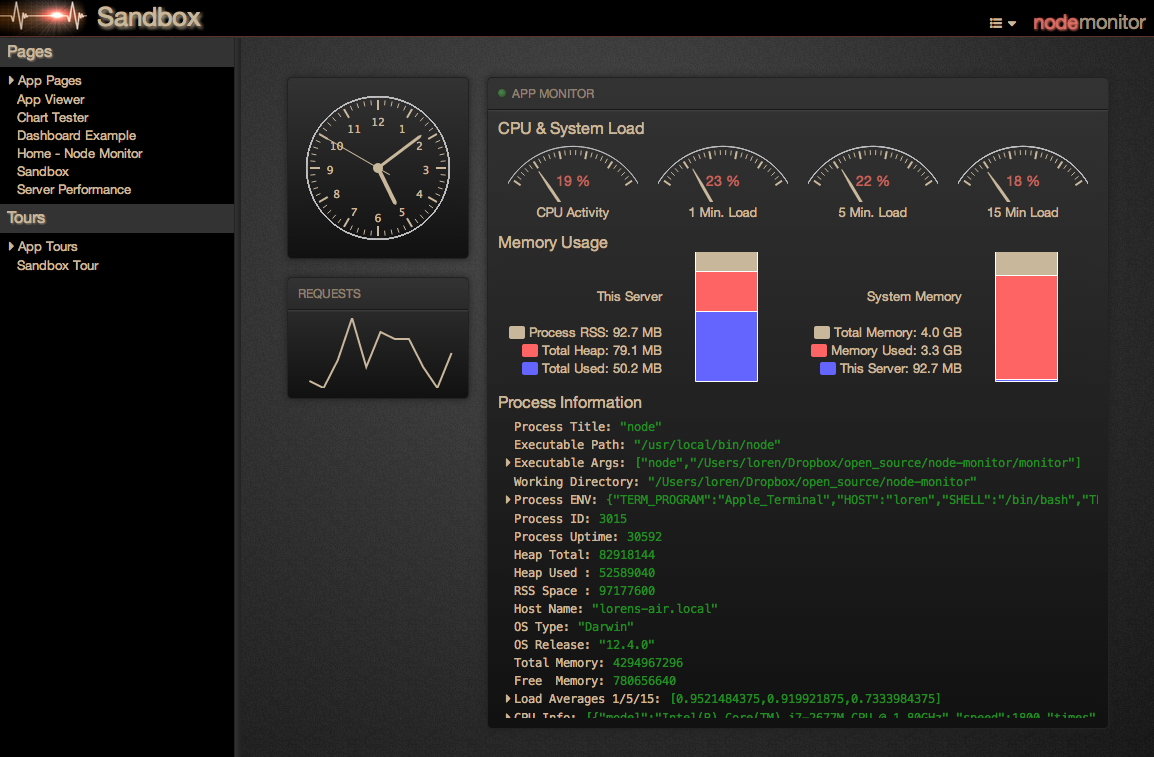 Sandbox
nodemonitor
Pages
App Pages
App Viewer
Chart Tester
Dashboard Example
Home - Node Monitor
Sandbox
Server Performance
Tours
App Tours
Sandbox Tour
12
1
2
3
4
5
6
7
8
9
10
11
REQUESTS
APP MONITOR
CPU & System Load
19 %
23 %
22 %
18 %
CPU Activity
1 Min. Load
5 Min. Load
15 Min Load
Memory Usage
This Server
Process RSS: 92.7 MB
Total Heap: 79.1 MB
Total Used: 50.2 MB
System Memory
Total Memory: 4.0 GB
Memory Used: 3.3 GB
This Server: 92.7 MB
Process Information
Process Title: "node"
Executable Path: "/usr/local/bin/node"
Executable Args: ["node","/Users/loren/Dropbox/open_source/node-monitor/monitor"]
Working Directory: "/Users/loren/Dropbox/open_source/node-monitor"
Process ENV: {"TERM_PROGRAM":"Apple_Terminal","HOST":"loren","SHELL":"/bin/bash","
Process ID: 3015
Process Uptime: 30592
Heap Total: 82918144
Heap Used : 52589040
RSS Space : 97177600
Host Name: "lorens-air.local"
OS Type: "Darwin"
OS Release: "12.4.0"
Total Memory: 4294967296
Free  Memory: 780656640
Load Averages 1/5/15: [0.9521484375,0.919921875,0.7333984375]
CPU Info: [{"model":"Intel(R) Core(TM) i7-2677M CPU @ 1.80GHz","speed":1800,"times"